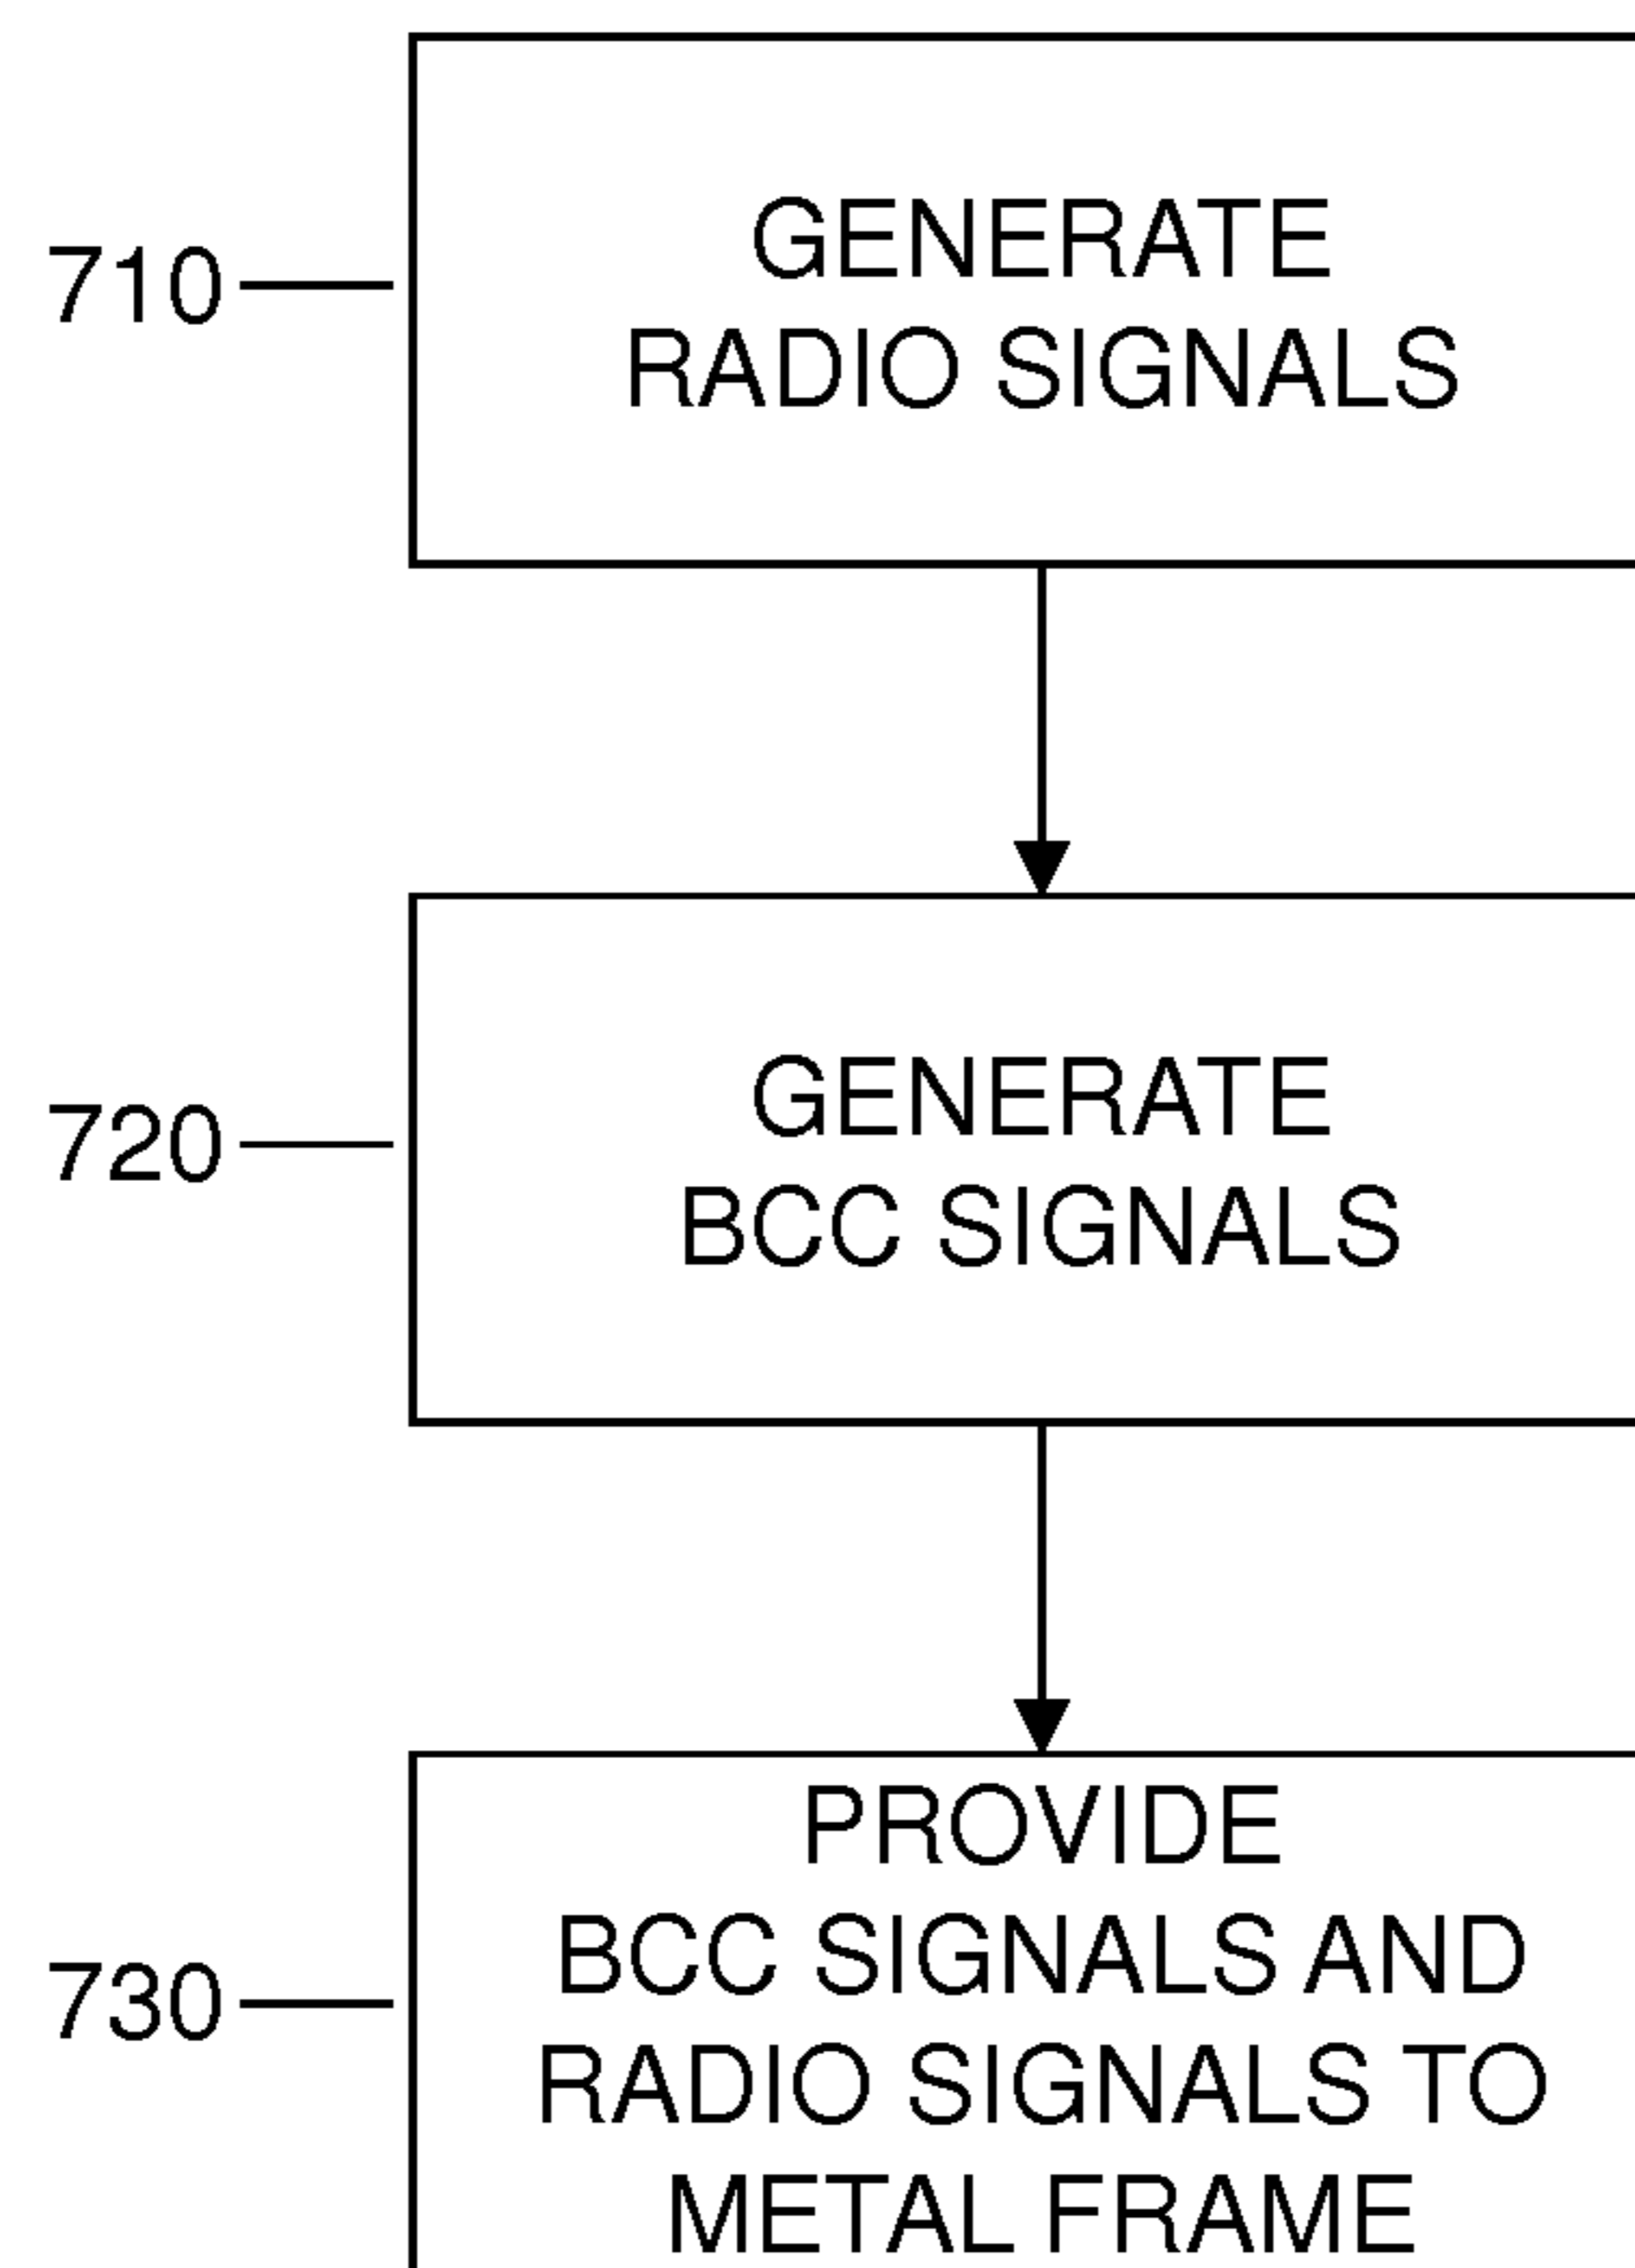 710
GENERATE
RADIO SIGNALS
720
GENERATE
BCC SIGNALS
730
PROVIDE
BCC SIGNALS AND
RADIO SIGNALS TO
METAL FRAME